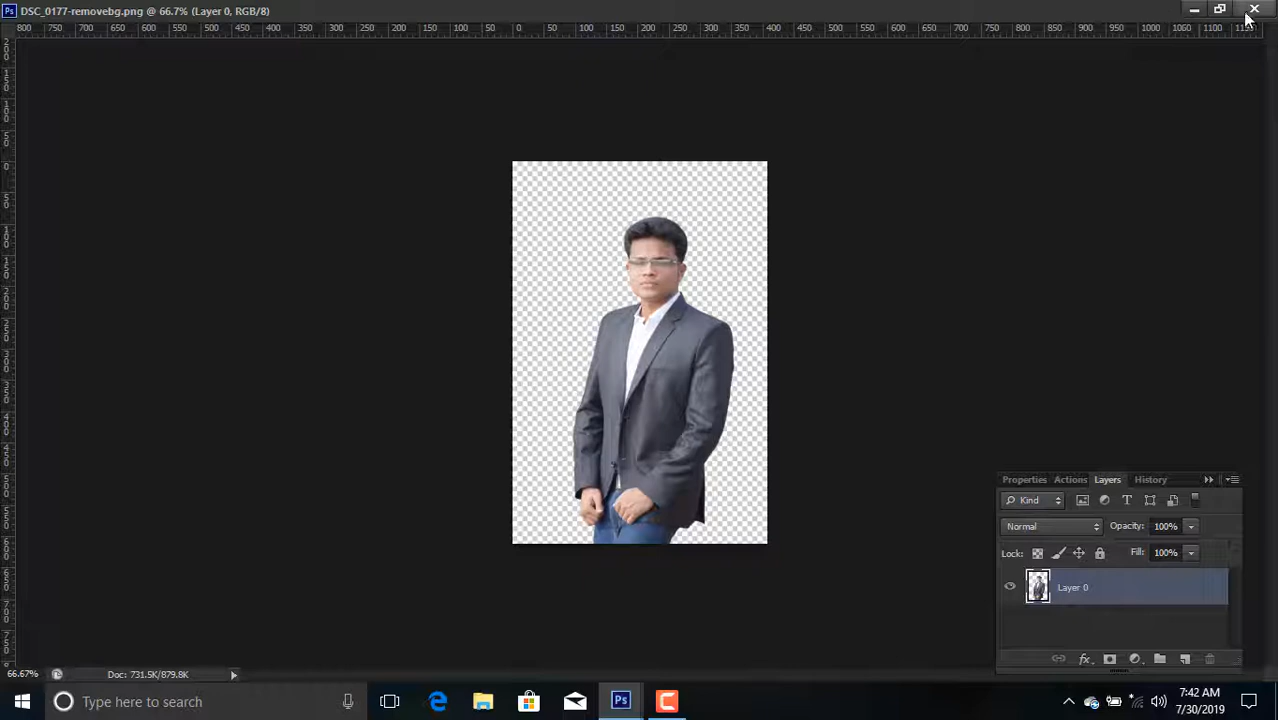 Ps DSC_0177-removebg.png @ 66.7% (Layer 0, RGB/8)
800 750 700 650 600 550 500 450 400 350 300 250 200 150 100 50 0 50 100 150 200 250 300 350 400 450 500 550 600 650 700 750 800 850 900 950 1000 1050 1100 115
Properties Actions Layers History
Kind
Normal Opacity: 100%
Lock: Fill: 100%
Layer 0
fx
66.67% Doc: 731.5K/879.8K
Type here to search
Ps
7:42 AM
7/30/2019